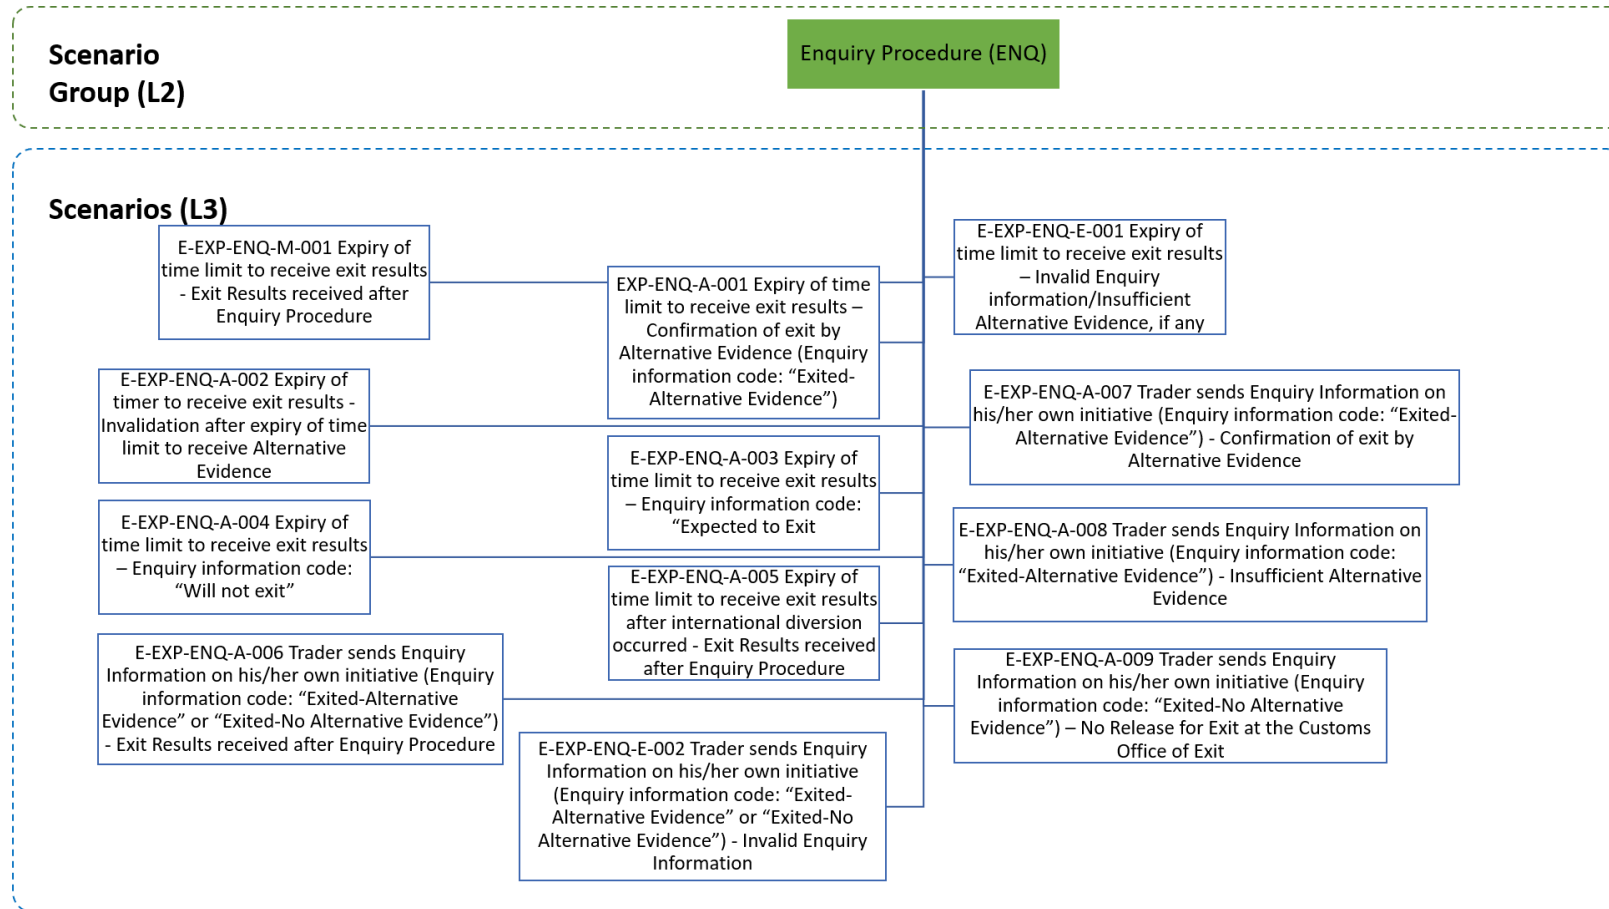 Scenario
Group (L2)
Enquiry Procedure (ENQ)
Scenarios (L3)
E-EXP-ENQ-M-001 Expiry of
time limit to receive exit results
- Exit Results received after
Enquiry Procedure
EXP-ENQ-A-001 Expiry of time
limit to receive exit results –
Confirmation of exit by
Alternative Evidence (Enquiry
information code: “Exited-
Alternative Evidence”)
E-EXP-ENQ-E-001 Expiry of
time limit to receive exit results
– Invalid Enquiry
information/Insufficient
Alternative Evidence, if any
E-EXP-ENQ-A-002 Expiry of
timer to receive exit results -
Invalidation after expiry of time
limit to receive Alternative
Evidence
E-EXP-ENQ-A-007 Trader sends Enquiry Information on
his/her own initiative (Enquiry information code: “Exited-
Alternative Evidence”) - Confirmation of exit by
Alternative Evidence
E-EXP-ENQ-A-003 Expiry of
time limit to receive exit results
– Enquiry information code:
“Expected to Exit
E-EXP-ENQ-A-004 Expiry of
time limit to receive exit results
– Enquiry information code:
“Will not exit”
E-EXP-ENQ-A-008 Trader sends Enquiry Information on
his/her own initiative (Enquiry information code:
“Exited-Alternative Evidence”) - Insufficient Alternative
Evidence
E-EXP-ENQ-A-005 Expiry of
time limit to receive exit results
after international diversion
occurred - Exit Results received
after Enquiry Procedure
E-EXP-ENQ-A-006 Trader sends Enquiry
Information on his/her own initiative (Enquiry
information code: “Exited-Alternative
Evidence” or “Exited-No Alternative Evidence”)
- Exit Results received after Enquiry Procedure
E-EXP-ENQ-A-009 Trader sends Enquiry
Information on his/her own initiative (Enquiry
information code: “Exited-No Alternative
Evidence”) – No Release for Exit at the Customs
Office of Exit
E-EXP-ENQ-E-002 Trader sends Enquiry
Information on his/her own initiative
(Enquiry information code: “Exited-
Alternative Evidence” or “Exited-No
Alternative Evidence”) - Invalid Enquiry
Information